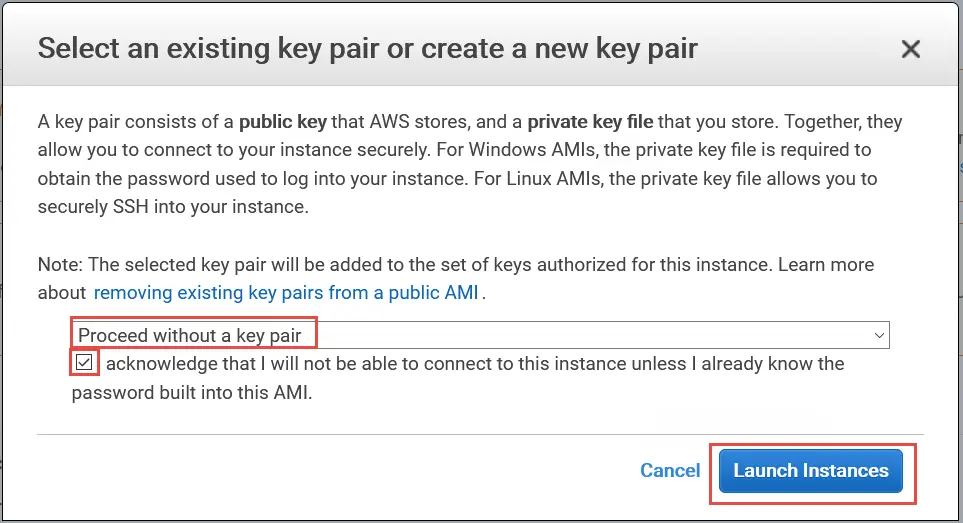 Select an existing key pair or create a new key pair
A key pair consists of a public key that AWS stores, and a private key file that you store. Together, they
allow you to connect to your instance securely. For Windows AMIs, the private key file is required to
obtain the password used to log into your instance. For Linux AMIs, the private key file allows you to
securely SSH into your instance.
Note: The selected key pair will be added to the set of keys authorized for this instance. Learn more
about removing existing key pairs from a public AMI.
Proceed without a key pair
acknowledge that I will not be able to connect to this instance unless I already know the
password built into this AMI.
Cancel Launch Instances